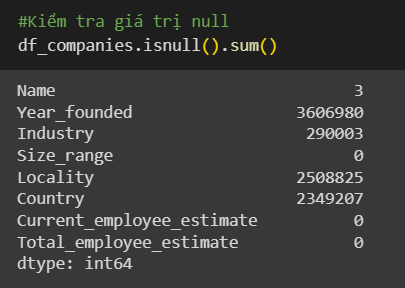 #Kiểm tra giá trị null
df_companies.isnull().sum()
Name 3
Year_founded 3606980
Industry 290003
Size_range 0
Locality 2508825
Country 2349207
Current_employee_estimate 0
Total_employee_estimate 0
dtype: int64